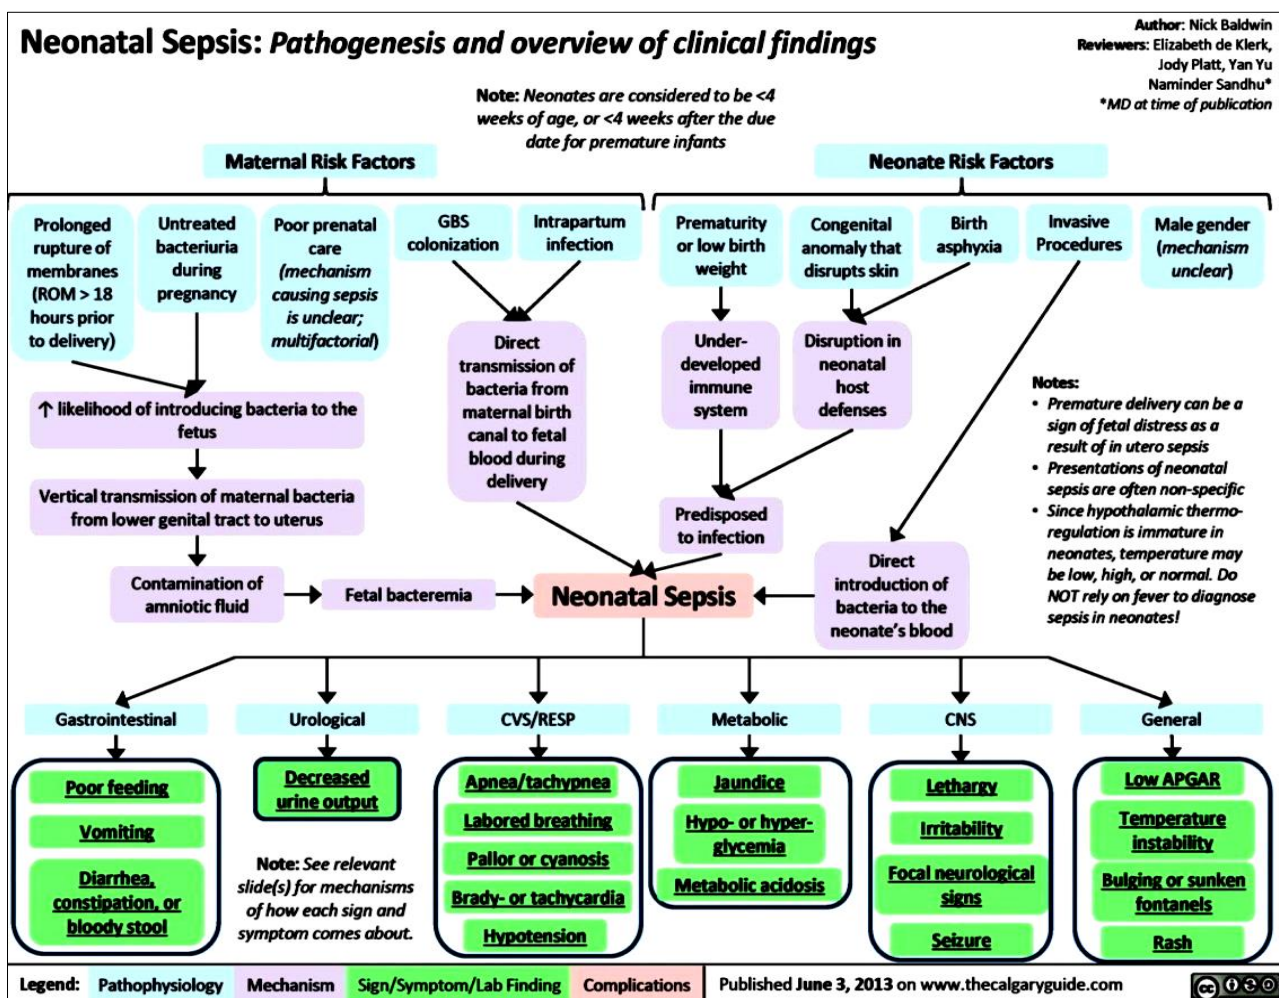 Neonatal Sepsis: Pathogenesis and overview of clinical findings
Author: Nick Baldwin
Reviewers: Elizabeth de Klerk,
Jody Platt, Yan Yu
Naminder Sandhu*
*MD at time of publication
Note: Neonates are considered to be <4
weeks of age, or <4 weeks after the due
date for premature infants
Maternal Risk Factors
Neonate Risk Factors
Prolonged
rupture of
membranes
(ROM > 18
hours prior
to delivery)
Untreated
bacteriuria
during
pregnancy
Poor prenatal
care
(mechanism
causing sepsis
is unclear;
multifactorial)
GBS
colonization
Intrapartum
infection
Prematurity
or low birth
weight
Congenital
anomaly that
disrupts skin
Birth
asphyxia
Invasive
Procedures
Male gender
(mechanism
unclear)
↑ likelihood of introducing bacteria to the
fetus
Direct
transmission of
bacteria from
maternal birth
canal to fetal
blood during
delivery
Under-
developed
immune
system
Disruption in
neonatal
host
defenses
Notes:
• Premature delivery can be a
sign of fetal distress as a
result of in utero sepsis
• Presentations of neonatal
sepsis are often non-specific
• Since hypothalamic thermo-
regulation is immature in
neonates, temperature may
be low, high, or normal. Do
NOT rely on fever to diagnose
sepsis in neonates!
Vertical transmission of maternal bacteria
from lower genital tract to uterus
Predisposed
to infection
Contamination of
amniotic fluid
Fetal bacteremia
Neonatal Sepsis
Direct
introduction of
bacteria to the
neonate's blood
Gastrointestinal
Urological
CVS/RESP
Metabolic
CNS
General
Poor feeding
Vomiting
Diarrhea,
constipation, or
bloody stool
Decreased
urine output
Note: See relevant
slide(s) for mechanisms
of how each sign and
symptom comes about.
Apnea/tachypnea
Labored breathing
Pallor or cyanosis
Brady- or tachycardia
Hypotension
Jaundice
Hypo- or hyper-
glycemia
Metabolic acidosis
Lethargy
Irritability
Focal neurological
signs
Seizure
Low APGAR
Temperature
instability
Bulging or sunken
fontanels
Rash
Legend: Pathophysiology Mechanism Sign/Symptom/Lab Finding Complications Published June 3, 2013 on www.thecalgaryguide.com
cc